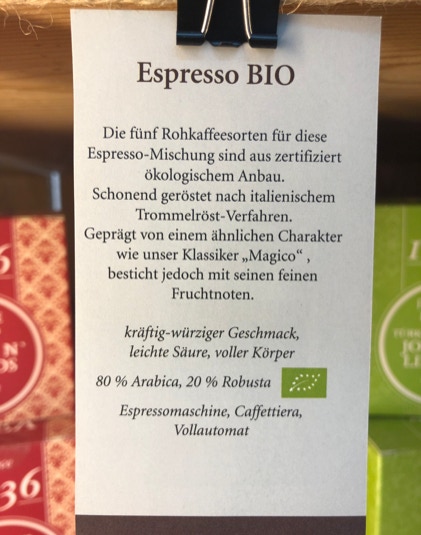 Espresso BIO
Die fünf Rohkaffeesorten für diese
Espresso-Mischung sind aus zertifiziert
ökologischem Anbau.
Schonend geröstet nach italienischem
Trommelröst-Verfahren.
Geprägt von einem ähnlichen Charakter
wie unser Klassiker „Magico“ ,
besticht jedoch mit seinen feinen
Fruchtnoten.
kräftig-würziger Geschmack,
leichte Säure, voller Körper
80 % Arabica, 20 % Robusta
Espressomaschine, Caffettiera,
Vollautomat
36